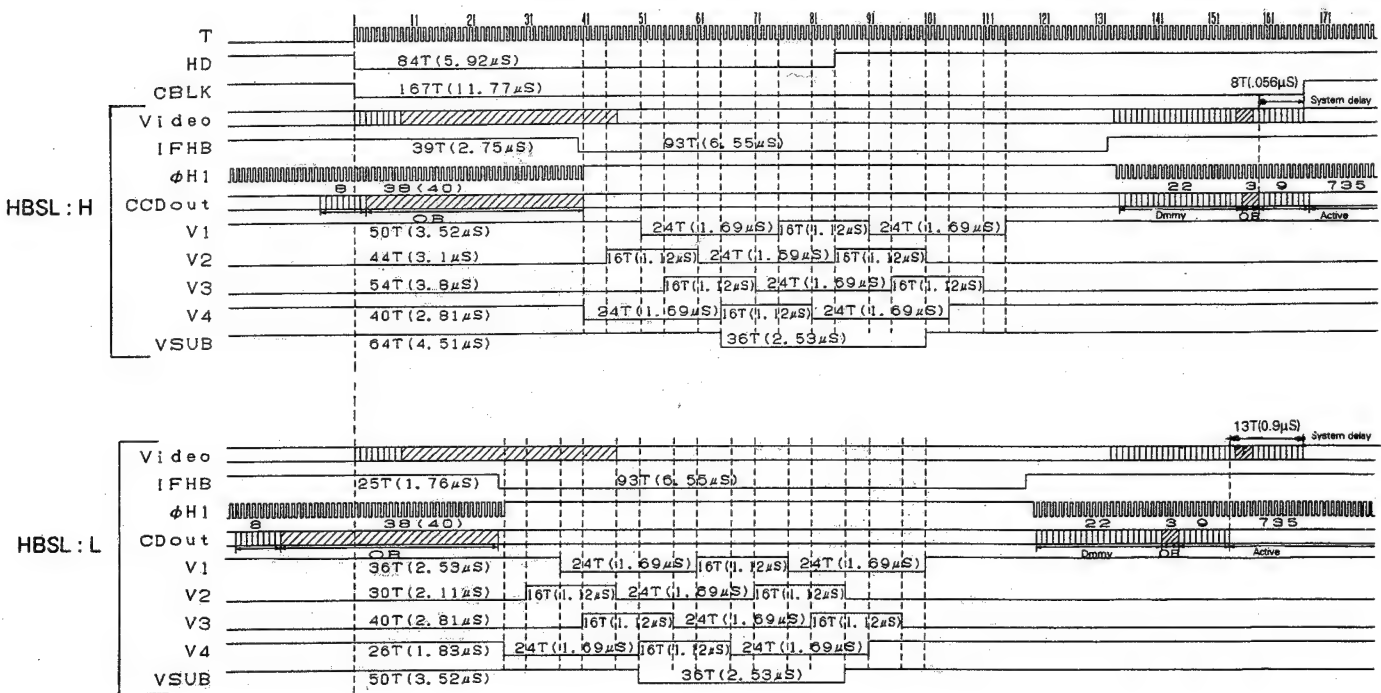 1 11 21 31 41 51 61 71 81 91 101 111 121 131 141 151 161 171
T
HD 84T(5.92μS)
CBLK 167T(11.77μS) 8T(.056μS)
Video System delay
IFHB 39T(2.75μS) 93T(6.55μS)
φH1
8 38(40) 22 3 9 735
HBSL:H CCDout
OB Dmmy OB Active
V1 50T(3.52μS) 24T(1.69μS) 16T(1.12μS) 24T(1.69μS)
V2 44T(3.1μS) 16T(1.12μS) 24T(1.69μS) 16T(1.12μS)
V3 54T(3.8μS) 16T(1.12μS) 24T(1.69μS) 16T(1.12μS)
V4 40T(2.81μS) 24T(1.69μS) 16T(1.12μS) 24T(1.69μS)
VSUB 64T(4.51μS) 36T(2.53μS)
13T(0.9μS) System delay
Video
IFHB 25T(1.76μS) 93T(6.55μS)
φH1
8 38(40) 22 3 9 735
HBSL:L CDout
OB Dmmy OB Active
V1 36T(2.53μS) 24T(1.69μS) 16T(1.12μS) 24T(1.69μS)
V2 30T(2.11μS) 16T(1.12μS) 24T(1.69μS) 16T(1.12μS)
V3 40T(2.81μS) 16T(1.12μS) 24T(1.69μS) 16T(1.12μS)
V4 26T(1.83μS) 24T(1.69μS) 16T(1.12μS) 24T(1.69μS)
VSUB 50T(3.52μS) 36T(2.53μS)